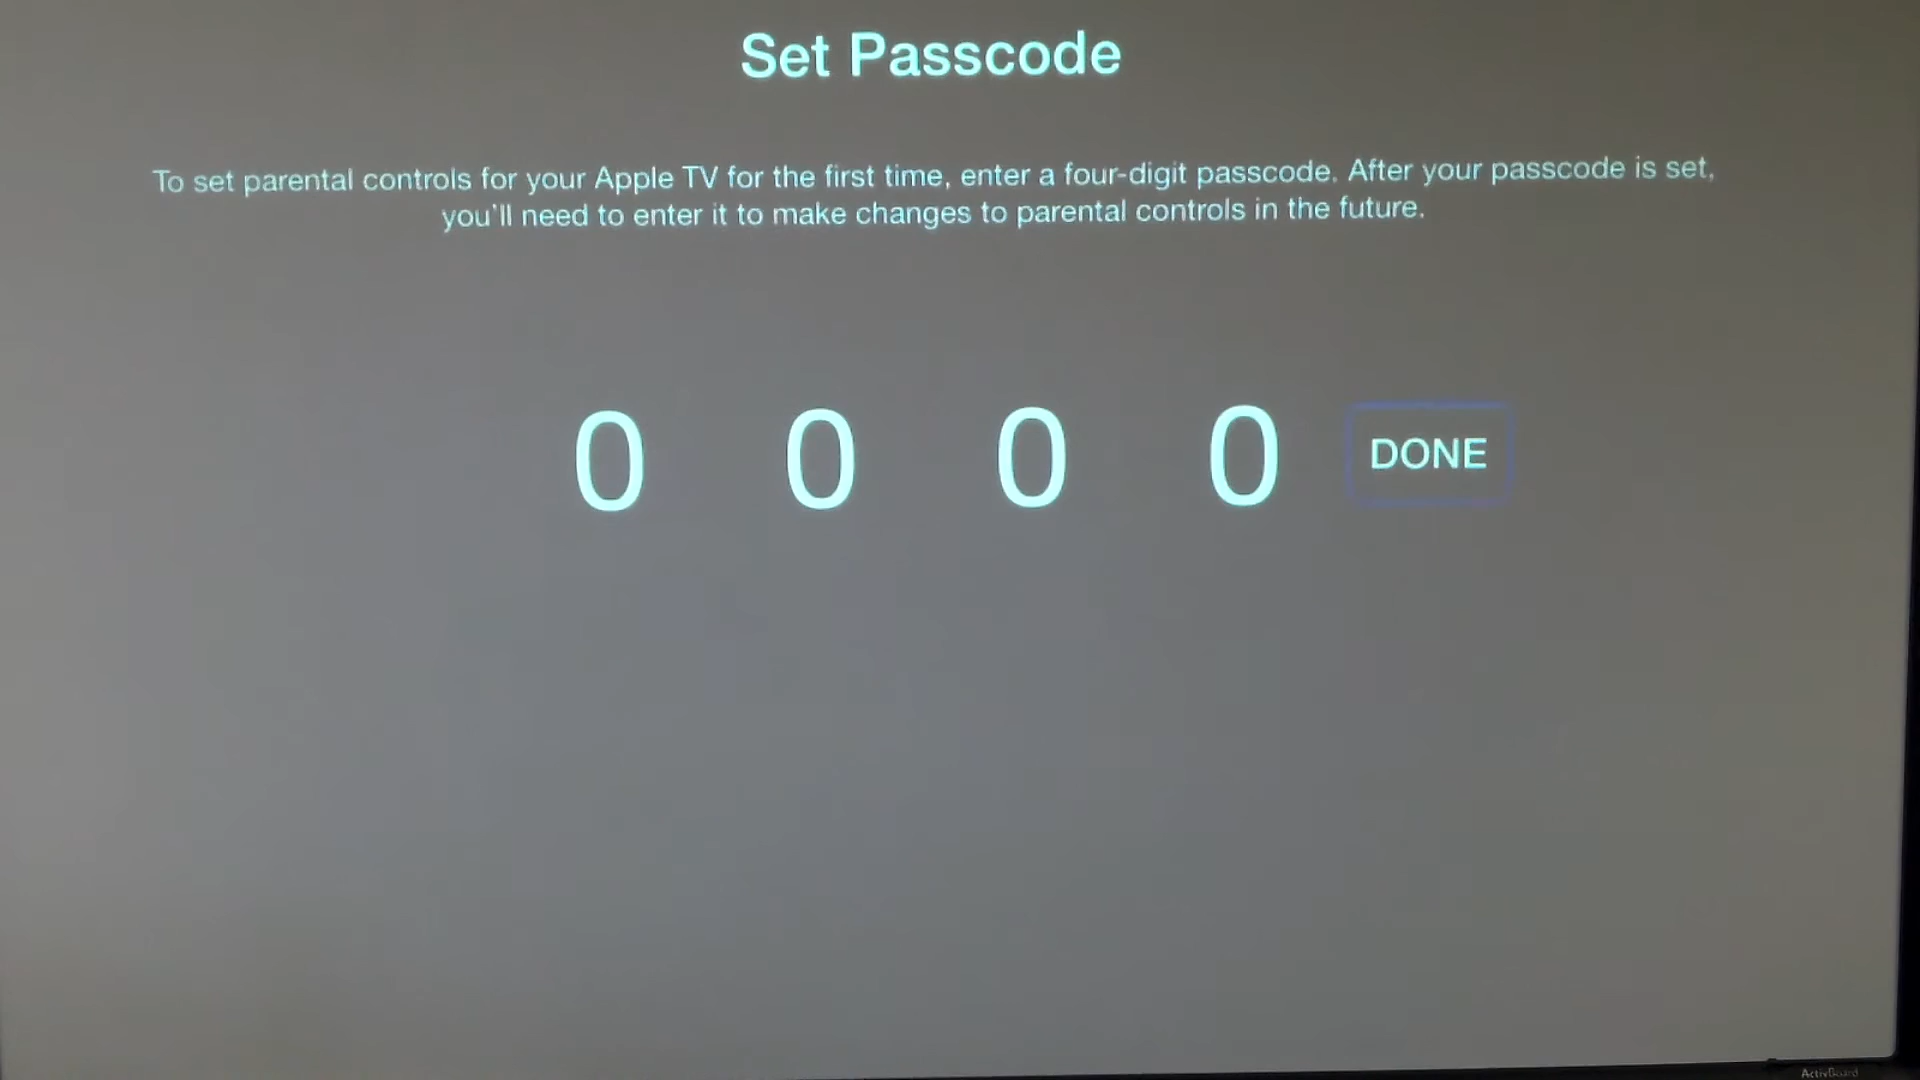 Set Passcode
To set parental controls for your Apple TV for the first time, enter a four-digit passcode. After your passcode is set,
you'll need to enter it to make changes to parental controls in the future.
0 0 0 0 DONE
ActivBoard